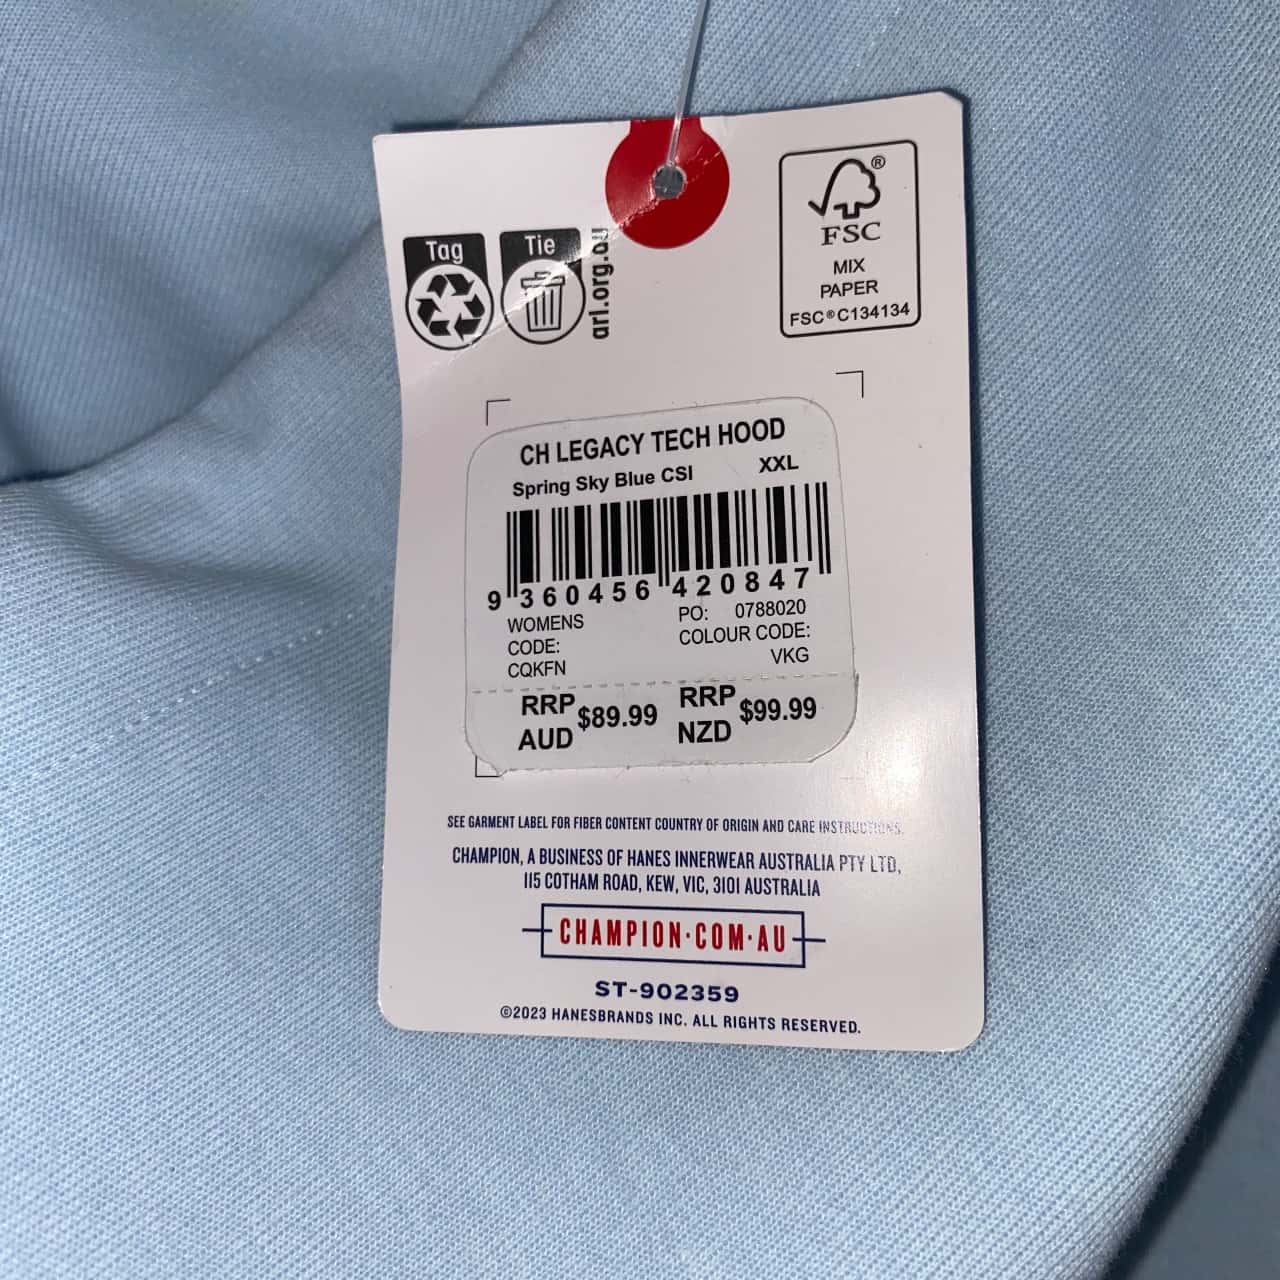 Tag
Tie
arl.org.au
®
FSC
MIX
PAPER
FSC® C134134
CH LEGACY TECH HOOD
Spring Sky Blue CSI XXL
9 360456 420847
WOMENS
CODE:
CQKFN
PO: 0788020
COLOUR CODE:
VKG
RRP
AUD
$89.99
RRP
NZD
$99.99
SEE GARMENT LABEL FOR FIBER CONTENT COUNTRY OF ORIGIN AND CARE INSTRUCTIONS.
CHAMPION, A BUSINESS OF HANES INNERWEAR AUSTRALIA PTY LTD,
115 COTHAM ROAD, KEW, VIC, 3101 AUSTRALIA
CHAMPION·COM·AU
ST-902359
©2023 HANESBRANDS INC. ALL RIGHTS RESERVED.